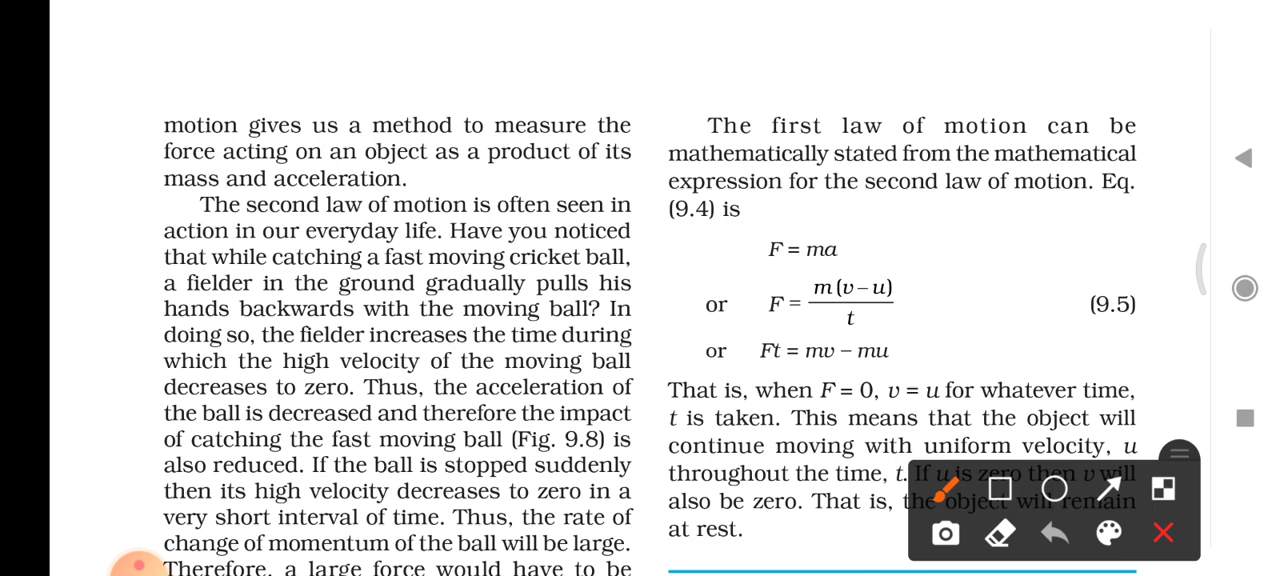 motion gives us a method to measure the
force acting on an object as a product of its
mass and acceleration.
The second law of motion is often seen in
action in our everyday life. Have you noticed
that while catching a fast moving cricket ball,
a fielder in the ground gradually pulls his
hands backwards with the moving ball? In
doing so, the fielder increases the time during
which the high velocity of the moving ball
decreases to zero. Thus, the acceleration of
the ball is decreased and therefore the impact
of catching the fast moving ball (Fig. 9.8) is
also reduced. If the ball is stopped suddenly
then its high velocity decreases to zero in a
very short interval of time. Thus, the rate of
change of momentum of the ball will be large.
Therefore, a large force would have to be
The first law of motion can be
mathematically stated from the mathematical
expression for the second law of motion. Eq.
(9.4) is
F = ma
or F = m (v – u) / t (9.5)
or Ft = mv – mu
That is, when F = 0, v = u for whatever time,
t is taken. This means that the object will
continue moving with uniform velocity, u
throughout the time, t. If u is zero then v will
also be zero. That is, the object will remain
at rest.